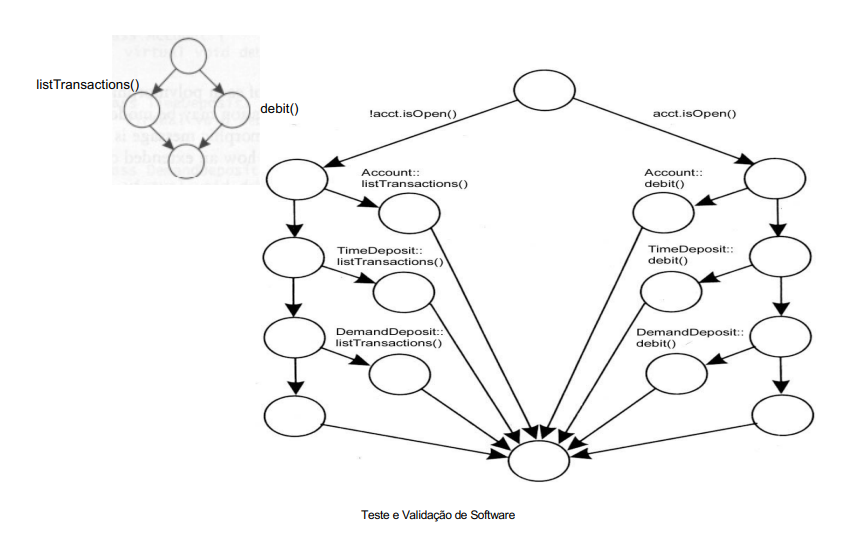 listTransactions()
debit()
!acct.isOpen()
acct.isOpen()
Account::
listTransactions()
Account::
debit()
TimeDeposit::
listTransactions()
TimeDeposit::
debit()
DemandDeposit::
listTransactions()
DemandDeposit::
debit()
Teste e Validação de Software